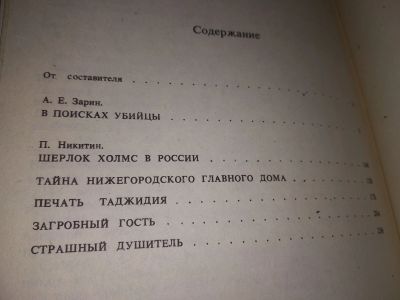 Содержание
От составителя
А. Е. Зарин.
В ПОИСКАХ УБИЙЦЫ
П. Никитин.
ШЕРЛОК ХОЛМС В РОССИИ
ТАЙНА НИЖЕГОРОДСКОГО ГЛАВНОГО ДОМА
ПЕЧАТЬ ТАДЖИДИЯ
ЗАГРОБНЫЙ ГОСТЬ
СТРАШНЫЙ ДУШИТЕЛЬ